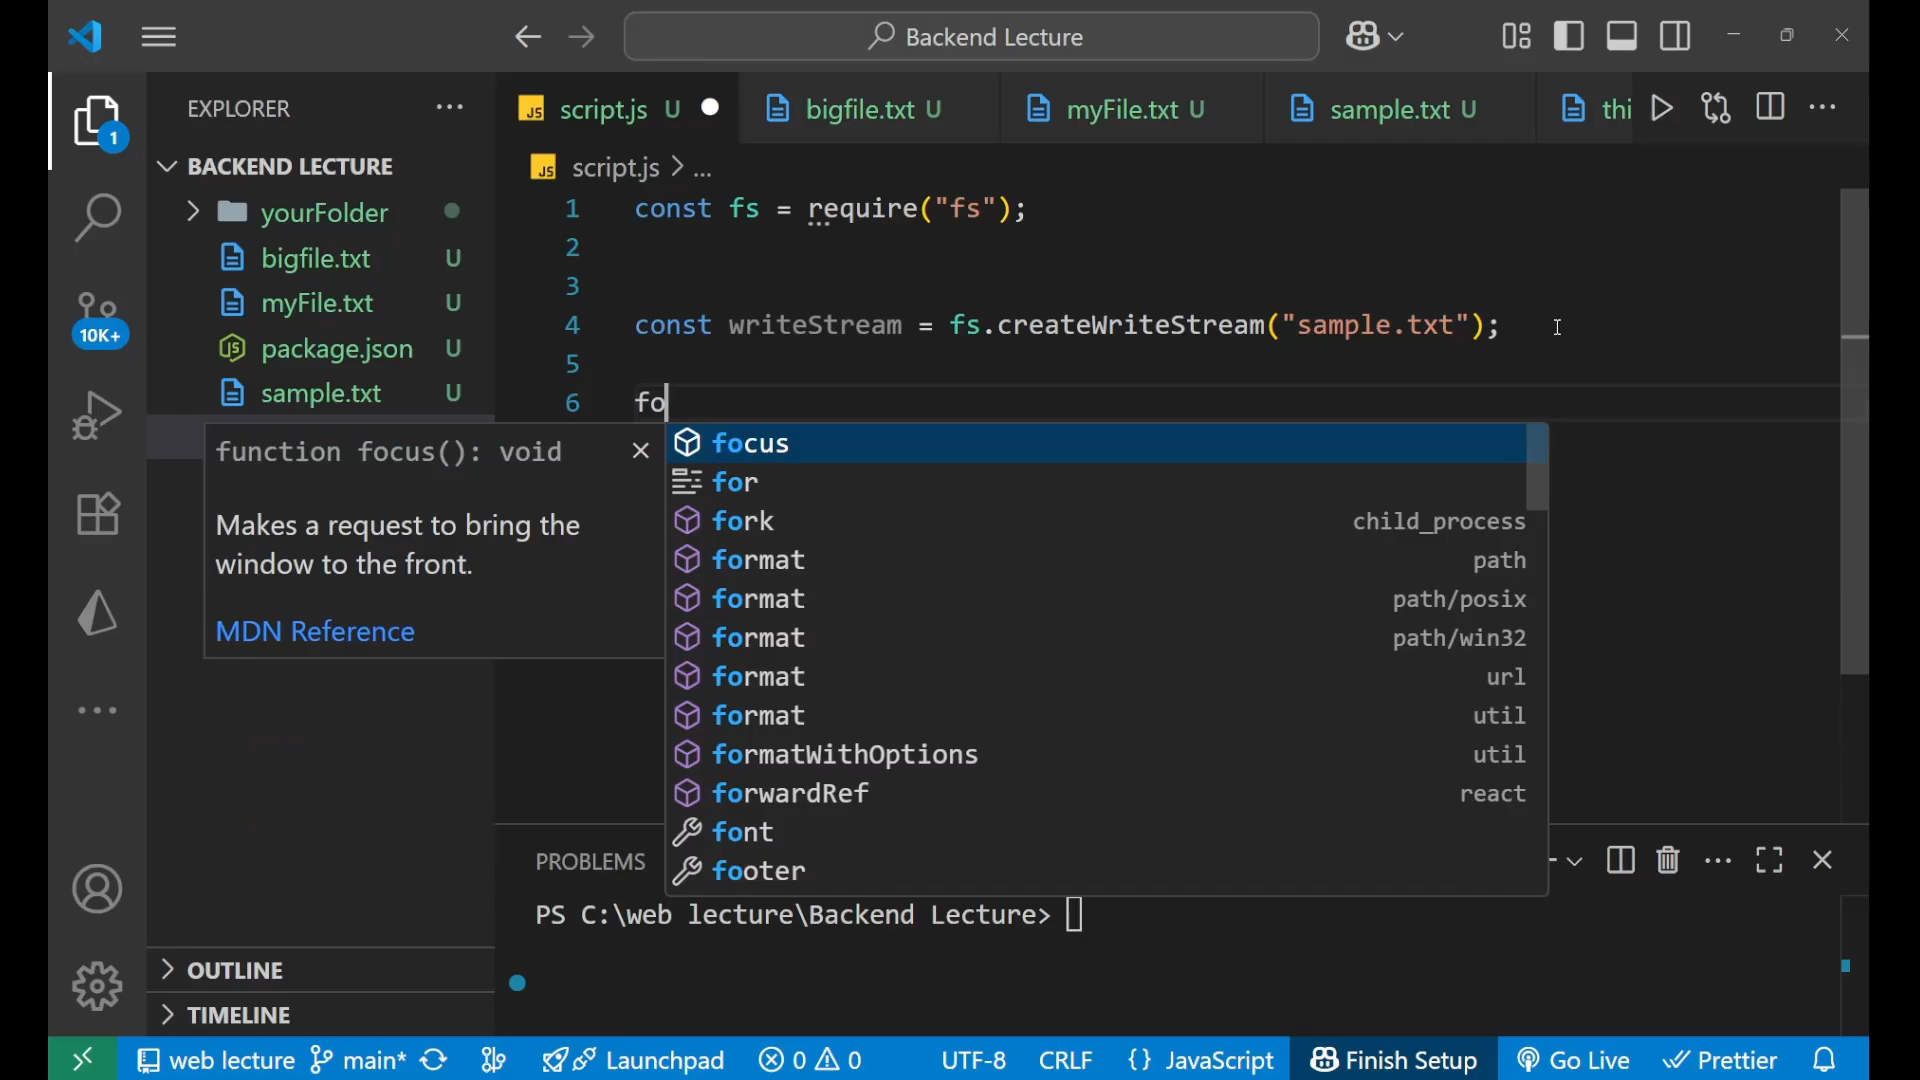 Backend Lecture
EXPLORER
BACKEND LECTURE
yourFolder
bigfile.txt U
myFile.txt U
package.json U
sample.txt U
1
10K+
script.js U
bigfile.txt U
myFile.txt U
sample.txt U
thi
JS script.js > ...
1 const fs = require("fs");
2
3
4 const writeStream = fs.createWriteStream("sample.txt");
5
6 fo
function focus(): void
Makes a request to bring the
window to the front.
MDN Reference
focus
for
fork child_process
format path
format path/posix
format path/win32
format url
format util
formatWithOptions util
forwardRef react
font
footer
PROBLEMS
PS C:\web lecture\Backend Lecture>
OUTLINE
TIMELINE
web lecture main* Launchpad 0 0 UTF-8 CRLF {} JavaScript Finish Setup Go Live Prettier